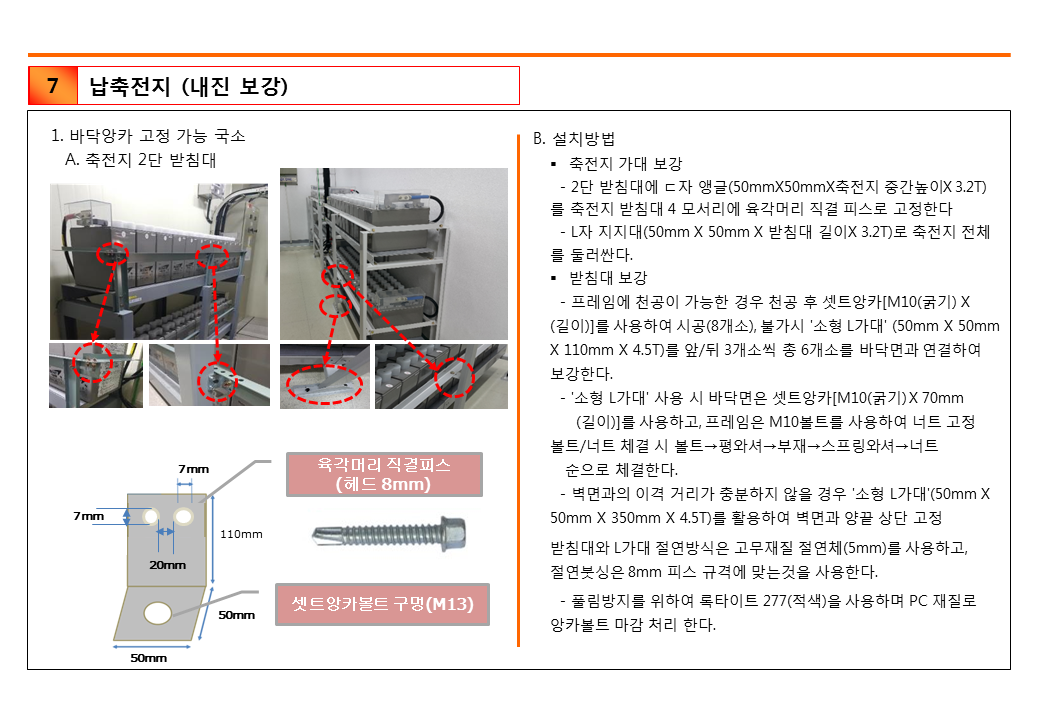 7
납축전지 (내진 보강)
1. 바닥앙카 고정 가능 국소
A. 축전지 2단 받침대
7mm
7mm
20mm
110mm
50mm
50mm
육각머리 직결피스
(헤드 8mm)
셋트앙카볼트 구멍(M13)
B. 설치방법
▪ 축전지 가대 보강
- 2단 받침대에 ㄷ자 앵글(50mmX50mmX축전지 중간높이X 3.2T)
를 축전지 받침대 4 모서리에 육각머리 직결 피스로 고정한다
- L자 지지대(50mm X 50mm X 받침대 길이X 3.2T)로 축전지 전체
를 둘러싼다.
▪ 받침대 보강
- 프레임에 천공이 가능한 경우 천공 후 셋트앙카[M10(굵기) X
(길이)]를 사용하여 시공(8개소), 불가시 '소형 L가대' (50mm X 50mm
X 110mm X 4.5T)를 앞/뒤 3개소씩 총 6개소를 바닥면과 연결하여
보강한다.
- '소형 L가대' 사용 시 바닥면은 셋트앙카[M10(굵기) X 70mm
(길이)]를 사용하고, 프레임은 M10볼트를 사용하여 너트 고정
볼트/너트 체결 시 볼트→평와셔→부재→스프링와셔→너트
순으로 체결한다.
- 벽면과의 이격 거리가 충분하지 않을 경우 '소형 L가대'(50mm X
50mm X 350mm X 4.5T)를 활용하여 벽면과 양끝 상단 고정
받침대와 L가대 절연방식은 고무재질 절연체(5mm)를 사용하고,
절연붓싱은 8mm 피스 규격에 맞는것을 사용한다.
- 풀림방지를 위하여 록타이트 277(적색)을 사용하며 PC 재질로
앙카볼트 마감 처리 한다.